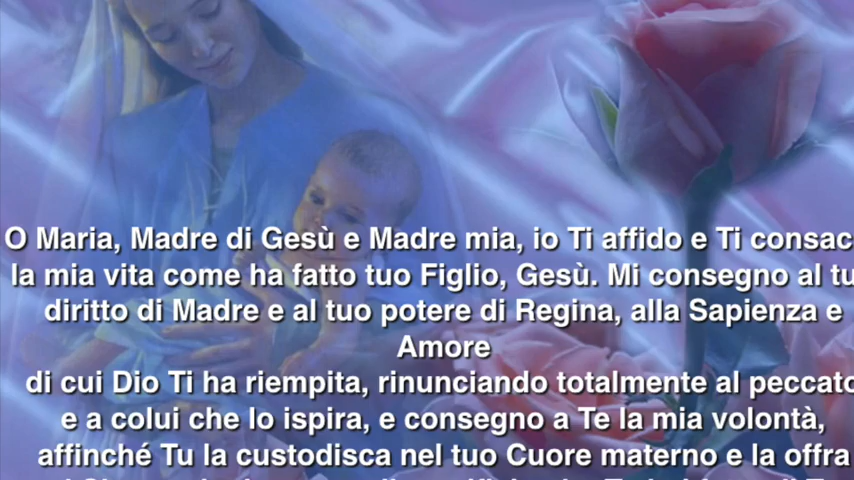 O Maria, Madre di Gesù e Madre mia, io Ti affido e Ti consac
la mia vita come ha fatto tuo Figlio, Gesù. Mi consegno al tu
diritto di Madre e al tuo potere di Regina, alla Sapienza e
Amore
di cui Dio Ti ha riempita, rinunciando totalmente al peccato
e a colui che lo ispira, e consegno a Te la mia volontà,
affinché Tu la custodisca nel tuo Cuore materno e la offra